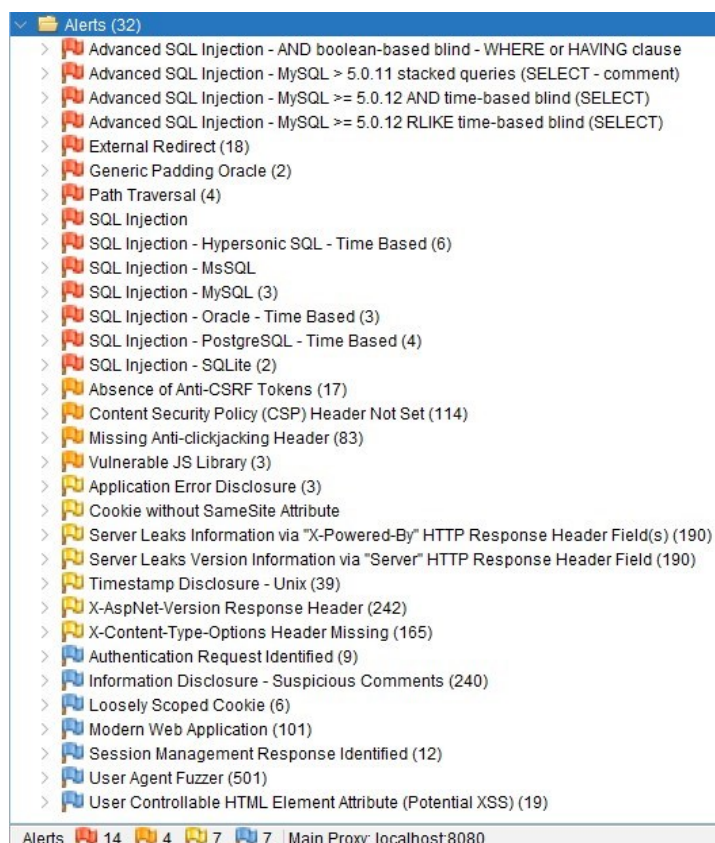 Alerts (32)
Advanced SQL Injection - AND boolean-based blind - WHERE or HAVING clause
Advanced SQL Injection - MySQL > 5.0.11 stacked queries (SELECT - comment)
Advanced SQL Injection - MySQL >= 5.0.12 AND time-based blind (SELECT)
Advanced SQL Injection - MySQL >= 5.0.12 RLIKE time-based blind (SELECT)
External Redirect (18)
Generic Padding Oracle (2)
Path Traversal (4)
SQL Injection
SQL Injection - Hypersonic SQL - Time Based (6)
SQL Injection - MsSQL
SQL Injection - MySQL (3)
SQL Injection - Oracle - Time Based (3)
SQL Injection - PostgreSQL - Time Based (4)
SQL Injection - SQLite (2)
Absence of Anti-CSRF Tokens (17)
Content Security Policy (CSP) Header Not Set (114)
Missing Anti-clickjacking Header (83)
Vulnerable JS Library (3)
Application Error Disclosure (3)
Cookie without SameSite Attribute
Server Leaks Information via "X-Powered-By" HTTP Response Header Field(s) (190)
Server Leaks Version Information via "Server" HTTP Response Header Field (190)
Timestamp Disclosure - Unix (39)
X-AspNet-Version Response Header (242)
X-Content-Type-Options Header Missing (165)
Authentication Request Identified (9)
Information Disclosure - Suspicious Comments (240)
Loosely Scoped Cookie (6)
Modern Web Application (101)
Session Management Response Identified (12)
User Agent Fuzzer (501)
User Controllable HTML Element Attribute (Potential XSS) (19)
Alerts 14 4 7 7 Main Proxy: localhost:8080